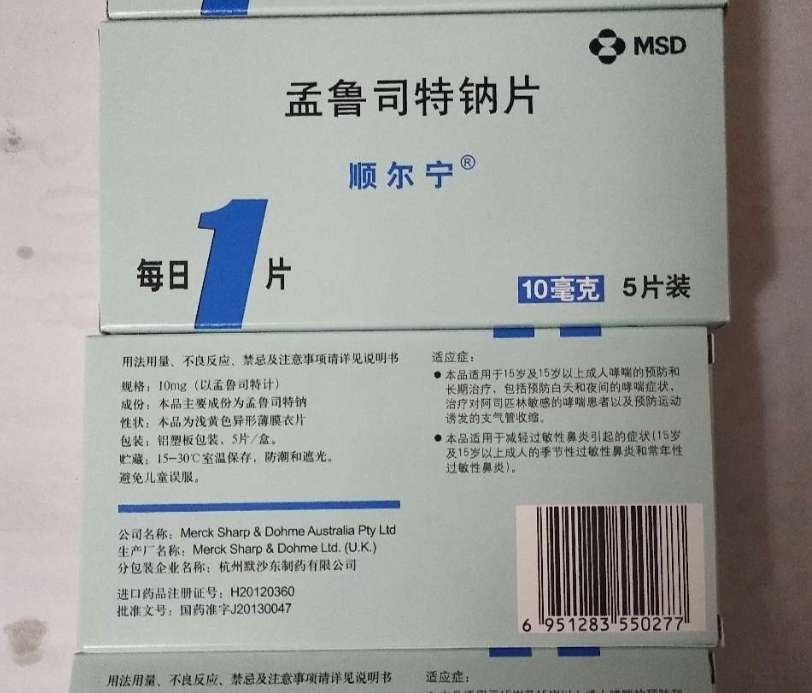 MSD
孟鲁司特钠片
顺尔宁®
每日1片
10毫克 5片装
用法用量、不良反应、禁忌及注意事项请详见说明书
规格：10mg（以孟鲁司特计）
成份：本品主要成份为孟鲁司特钠
性状：本品为浅黄色异形薄膜衣片
包装：铝塑板包装，5片/盒。
贮藏：15-30℃室温保存，防潮和遮光。
避免儿童误服。
公司名称：Merck Sharp & Dohme Australia Pty Ltd
生产厂名称：Merck Sharp & Dohme Ltd. (U.K.)
分包装企业名称：杭州默沙东制药有限公司
进口药品注册证号：H20120360
批准文号：国药准字J20130047
适应症：
●本品适用于15岁及15岁以上成人哮喘的预防和
长期治疗，包括预防白天和夜间的哮喘症状，
治疗对阿司匹林敏感的哮喘患者以及预防运动
诱发的支气管收缩。
●本品适用于减轻过敏性鼻炎引起的症状(15岁
及15岁以上成人的季节性过敏性鼻炎和常年性
过敏性鼻炎)。
6 951283 550277
用法用量、不良反应、禁忌及注意事项请详见说明书
适应症：